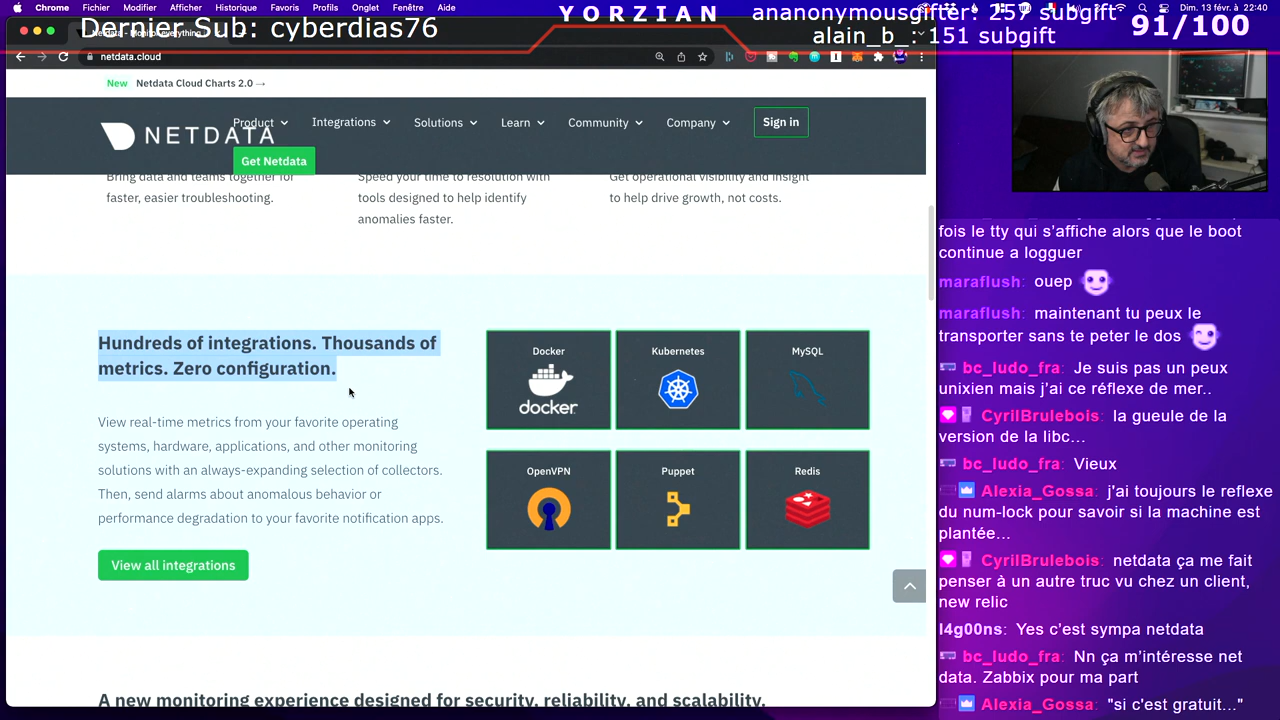 Chrome Fichier Modifier Afficher Historique Favoris Profils Onglet Fenêtre Aide
Dim 13 févr. à 22:40
Dernier Sub: cyberdias76
YORZIAN
ananonymousgifter: 257 subgift
alain_b_: 151 subgift
91/100
netdata.cloud
New Netdata Cloud Charts 2.0 →
NETDATA
Product Integrations Solutions Learn Community Company Sign in
Get Netdata
Bring data and teams together for
faster, easier troubleshooting.
Speed your time to resolution with
tools designed to help identify
anomalies faster.
Get operational visibility and insight
to help drive growth, not costs.
Hundreds of integrations. Thousands of
metrics. Zero configuration.
View real-time metrics from your favorite operating
systems, hardware, applications, and other monitoring
solutions with an always-expanding selection of collectors.
Then, send alarms about anomalous behavior or
performance degradation to your favorite notification apps.
View all integrations
Docker
docker
Kubernetes
MySQL
OpenVPN
Puppet
Redis
A new monitoring experience designed for security, reliability, and scalability.
fois le tty qui s'affiche alors que le boot
continue a logguer
maraflush: ouep
maraflush: maintenant tu peux le
transporter sans te peter le dos
bc_ludo_fra: Je suis pas un peux
unixien mais j'ai ce réflexe de mer..
CyrilBrulebois: la gueule de la
version de la libc...
bc_ludo_fra: Vieux
Alexia_Gossa: j'ai toujours le reflexe
du num-lock pour savoir si la machine est
plantée...
CyrilBrulebois: netdata ça me fait
penser à un autre truc vu chez un client,
new relic
l4g00ns: Yes c'est sympa netdata
bc_ludo_fra: Nn ça m'intéresse net
data. Zabbix pour ma part
Alexia_Gossa: "si c'est gratuit..."